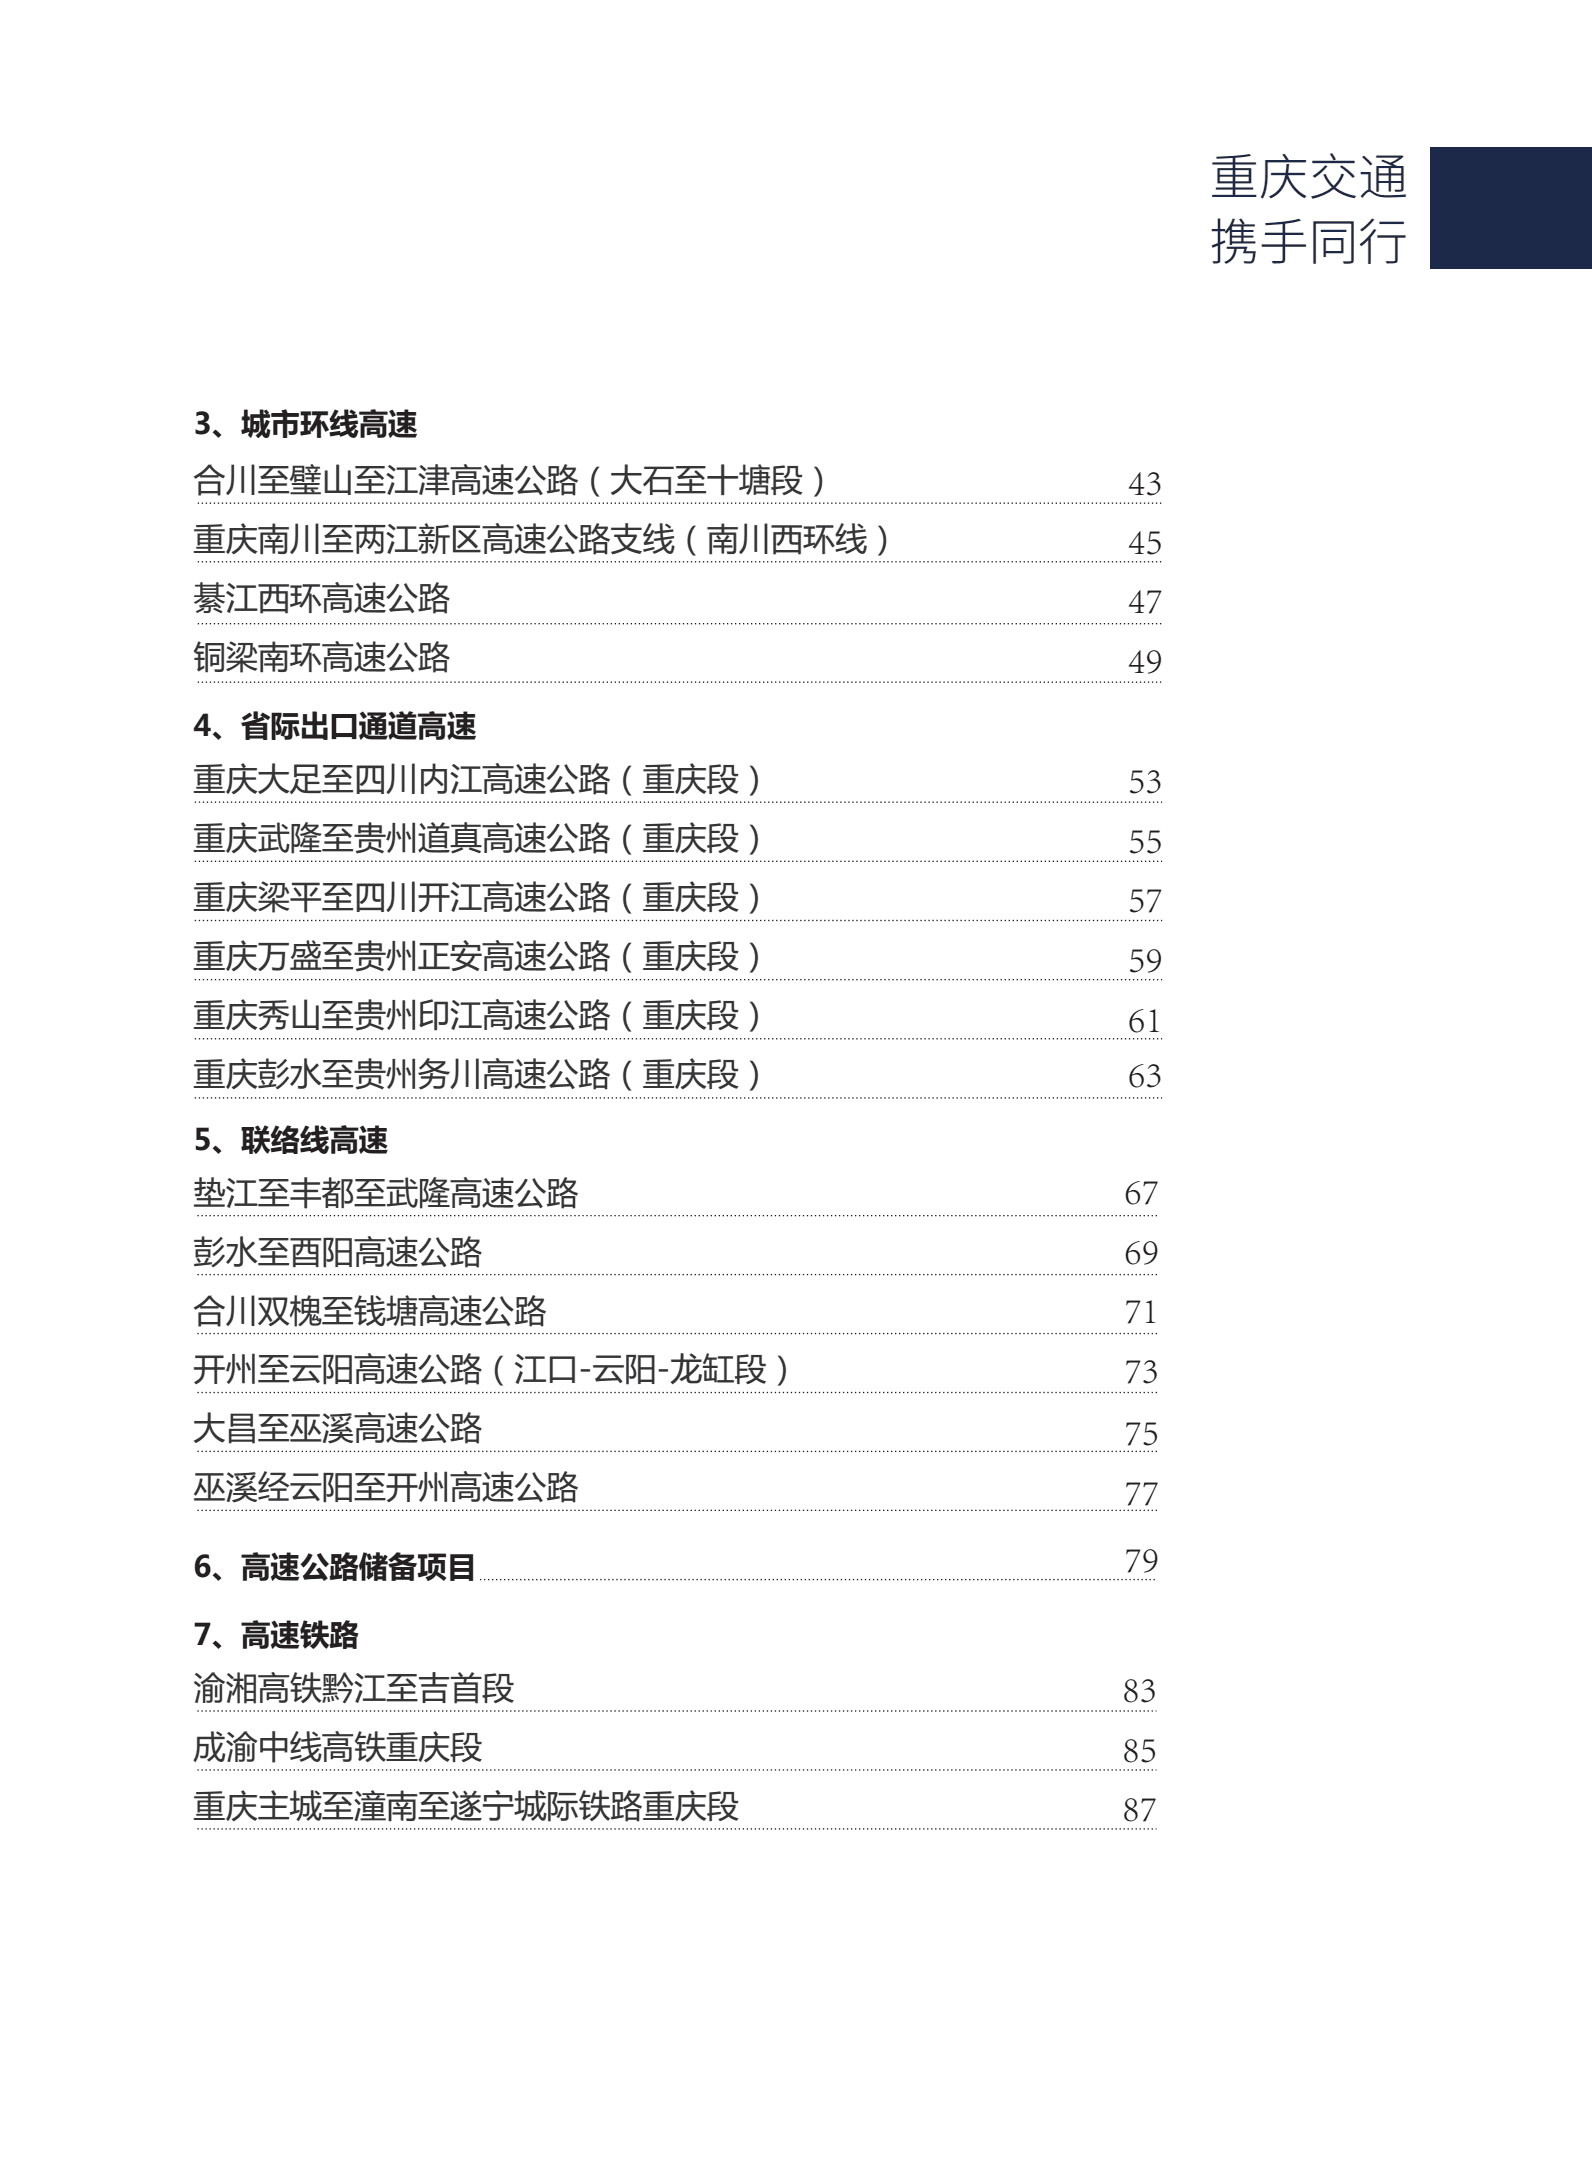 重庆交通
携手同行
3、城市环线高速
合川至璧山至江津高速公路（大石至十塘段） 43
重庆南川至两江新区高速公路支线（南川西环线） 45
綦江西环高速公路 47
铜梁南环高速公路 49
4、省际出口通道高速
重庆大足至四川内江高速公路（重庆段） 53
重庆武隆至贵州道真高速公路（重庆段） 55
重庆梁平至四川开江高速公路（重庆段） 57
重庆万盛至贵州正安高速公路（重庆段） 59
重庆秀山至贵州印江高速公路（重庆段） 61
重庆彭水至贵州务川高速公路（重庆段） 63
5、联络线高速
垫江至丰都至武隆高速公路 67
彭水至酉阳高速公路 69
合川双槐至钱塘高速公路 71
开州至云阳高速公路（江口-云阳-龙缸段） 73
大昌至巫溪高速公路 75
巫溪经云阳至开州高速公路 77
6、高速公路储备项目 79
7、高速铁路
渝湘高铁黔江至吉首段 83
成渝中线高铁重庆段 85
重庆主城至潼南至遂宁城际铁路重庆段 87